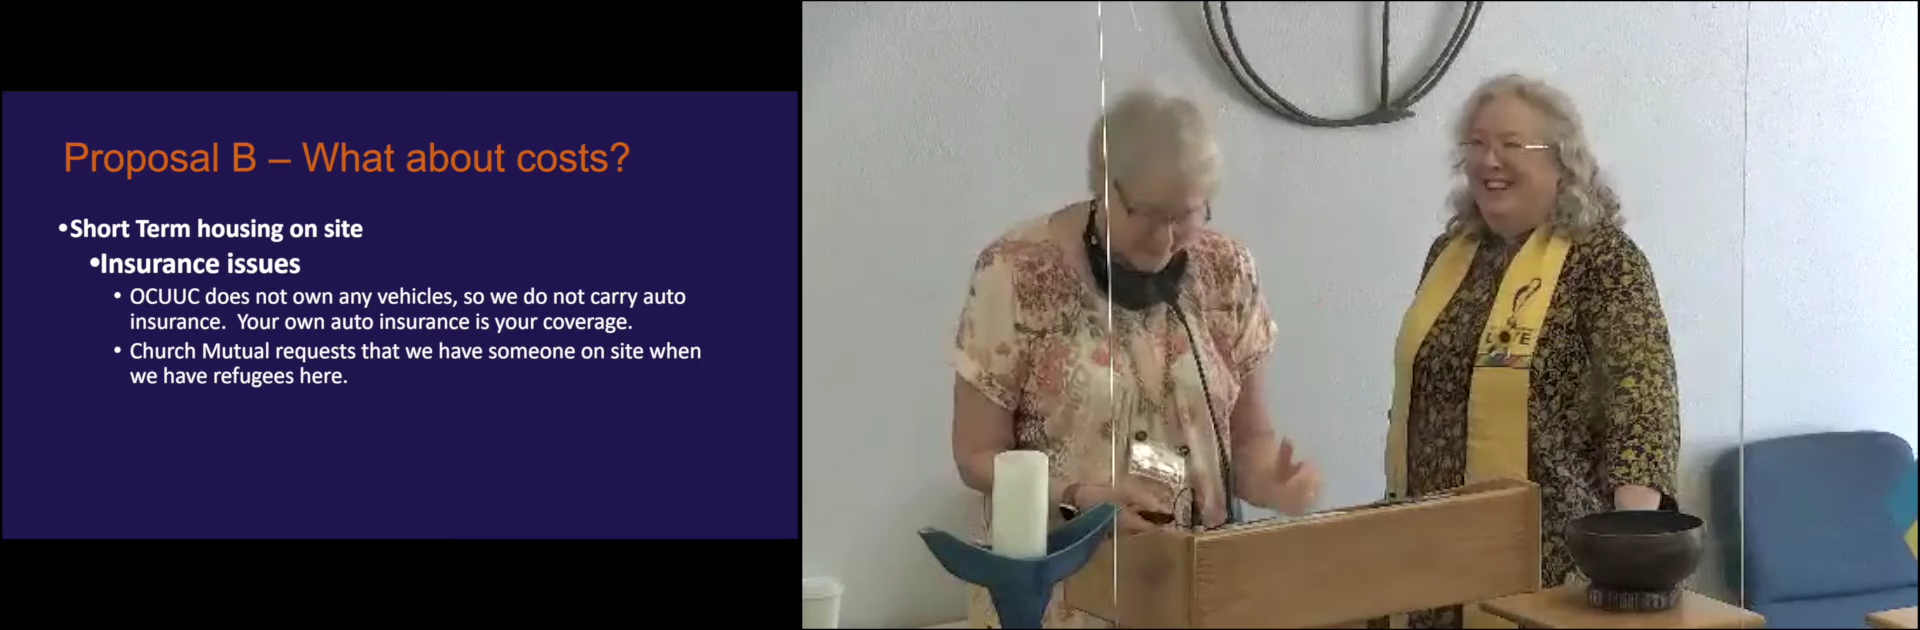 Proposal B – What about costs?
•Short Term housing on site
•Insurance issues
• OCUUC does not own any vehicles, so we do not carry auto
insurance.  Your own auto insurance is your coverage.
• Church Mutual requests that we have someone on site when
we have refugees here.